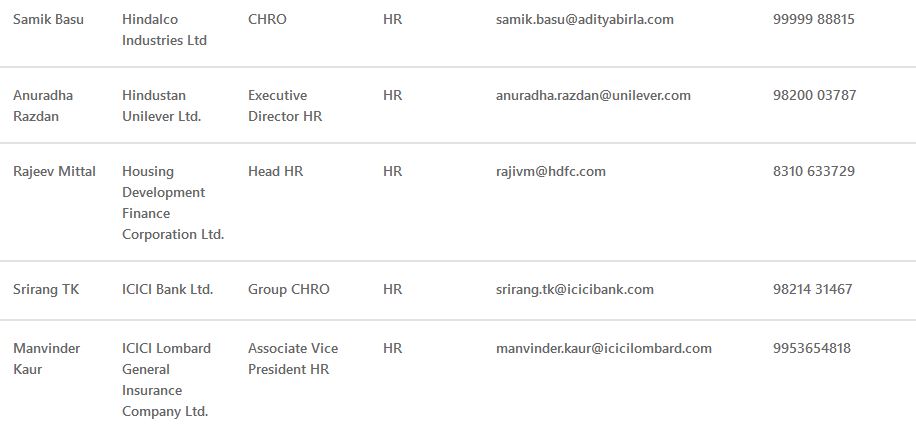 Samik Basu Hindalco CHRO HR samik.basu@adityabirla.com 99999 88815
Industries Ltd
Anuradha Hindustan Executive HR anuradha.razdan@unilever.com 98200 03787
Razdan Unilever Ltd. Director HR
Rajeev Mittal Housing Head HR HR rajivm@hdfc.com 8310 633729
Development
Finance
Corporation Ltd.
Srirang TK ICICI Bank Ltd. Group CHRO HR srirang.tk@icicibank.com 98214 31467
Manvinder ICICI Lombard Associate Vice HR manvinder.kaur@icicilombard.com 9953654818
Kaur General President HR
Insurance
Company Ltd.